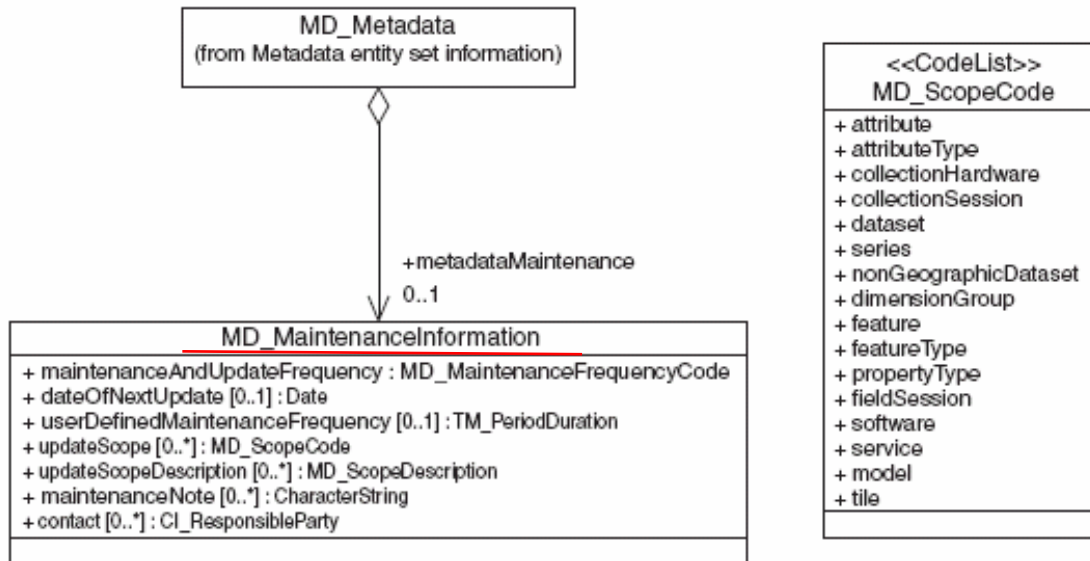 MD_Metadata
(from Metadata entity set information)
+metadataMaintenance
0..1
MD_MaintenanceInformation
+ maintenanceAndUpdateFrequency : MD_MaintenanceFrequencyCode
+ dateOfNextUpdate [0..1] : Date
+ userDefinedMaintenanceFrequency [0..1] : TM_PeriodDuration
+ updateScope [0..*] : MD_ScopeCode
+ updateScopeDescription [0..*] : MD_ScopeDescription
+ maintenanceNote [0..*] : CharacterString
+ contact [0..*] : CI_ResponsibleParty
<<CodeList>>
MD_ScopeCode
+ attribute
+ attributeType
+ collectionHardware
+ collectionSession
+ dataset
+ series
+ nonGeographicDataset
+ dimensionGroup
+ feature
+ featureType
+ propertyType
+ fieldSession
+ software
+ service
+ model
+ tile